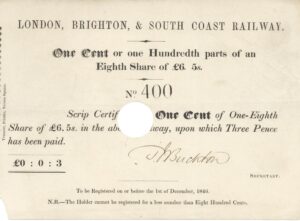 LONDON, BRIGHTON, & SOUTH COAST RAILWAY.
One Cent or one Hundredth parts of an
Eighth Share of £6. 5s.
No 400
Scrip Certif One Cent of One-Eighth
Share of £6. 5s. in the above way, upon which Three Pence
has been paid.
£0 : 0 : 3
SECRETARY.
To be Registered on or before the 1st of December, 1846.
N.B.—The Holder cannot be registered for a less number than Eight Hundred Cents.